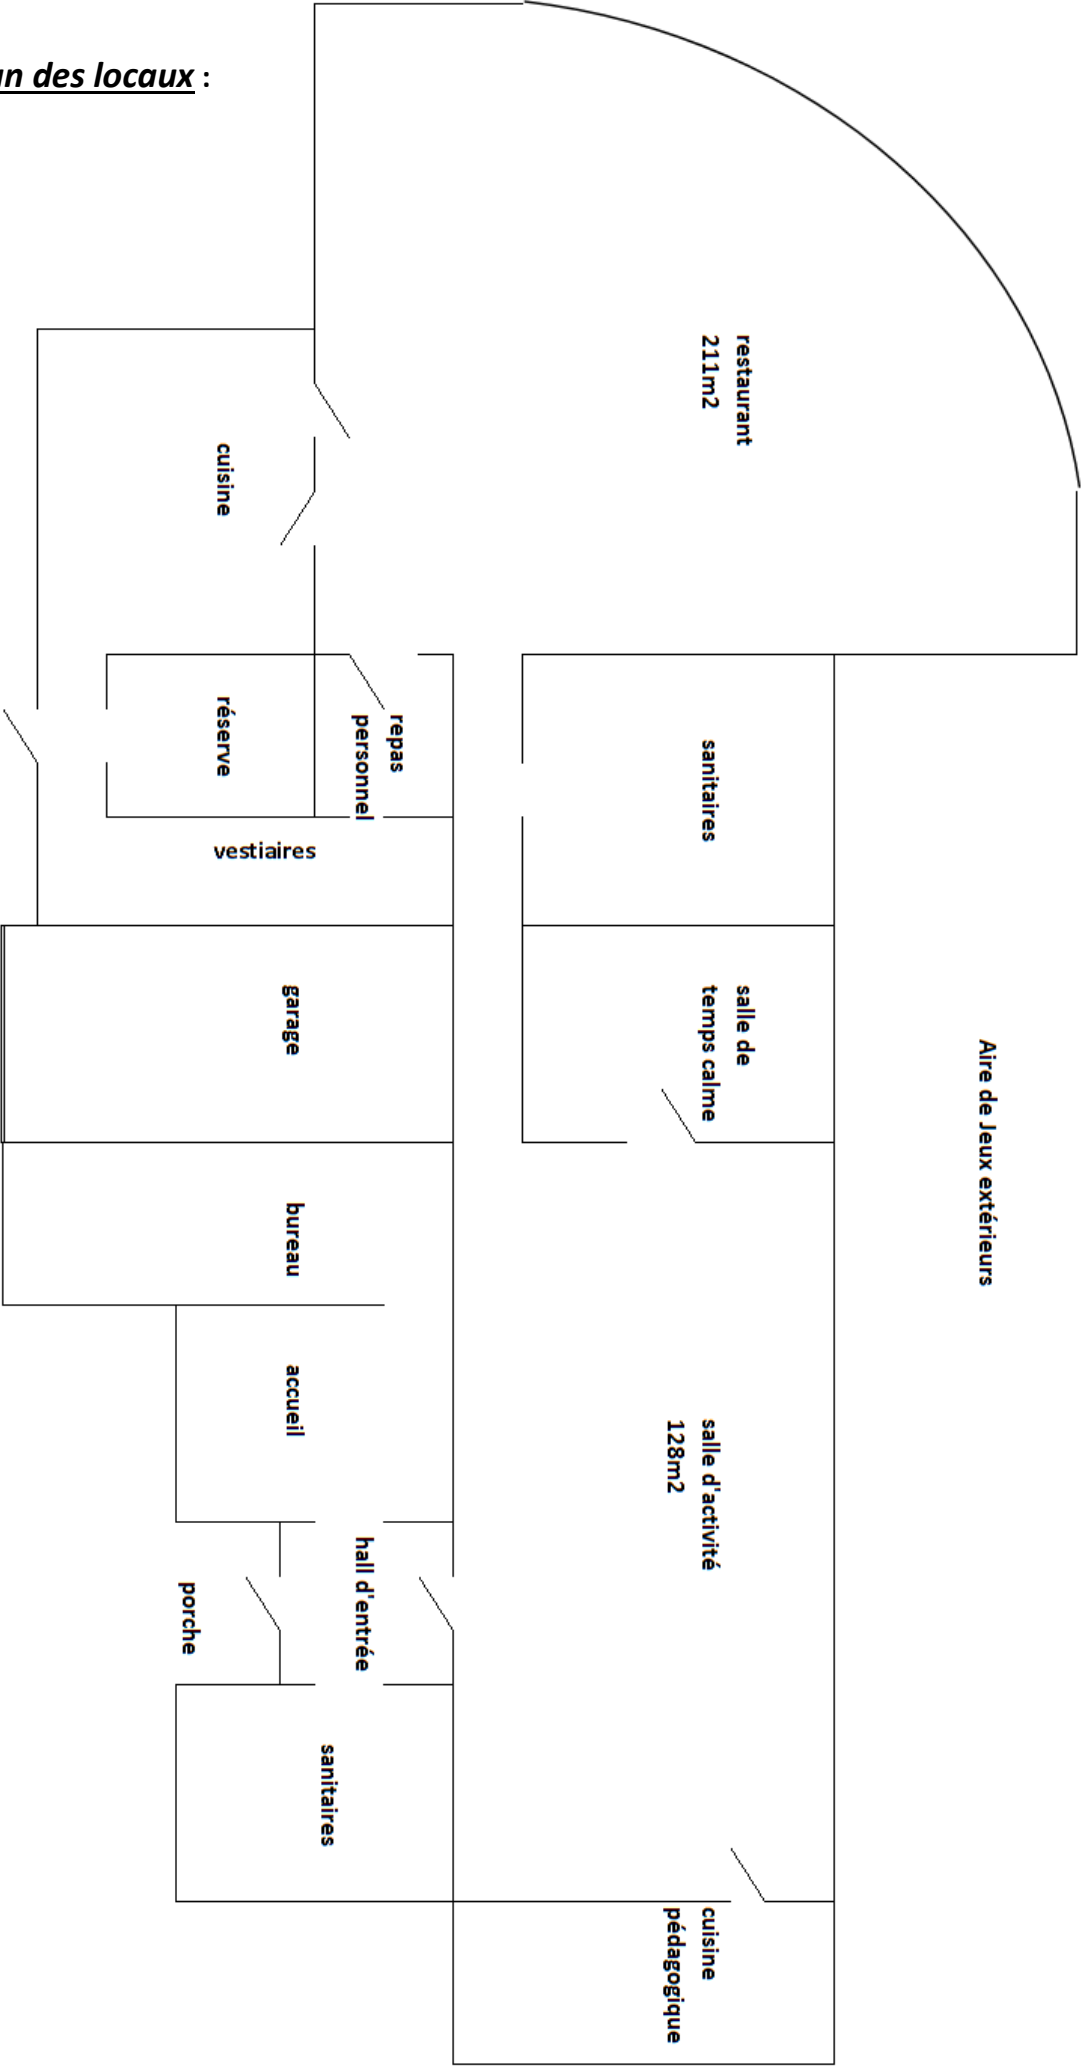 un des locaux :
restaurant
211m2
cuisine
réserve
repas
personnel
sanitaires
vestiaires
garage
salle de
temps calme
Aire de Jeux extérieurs
bureau
accueil
salle d'activité
128m2
hall d'entrée
porche
sanitaires
cuisine
pédagogique